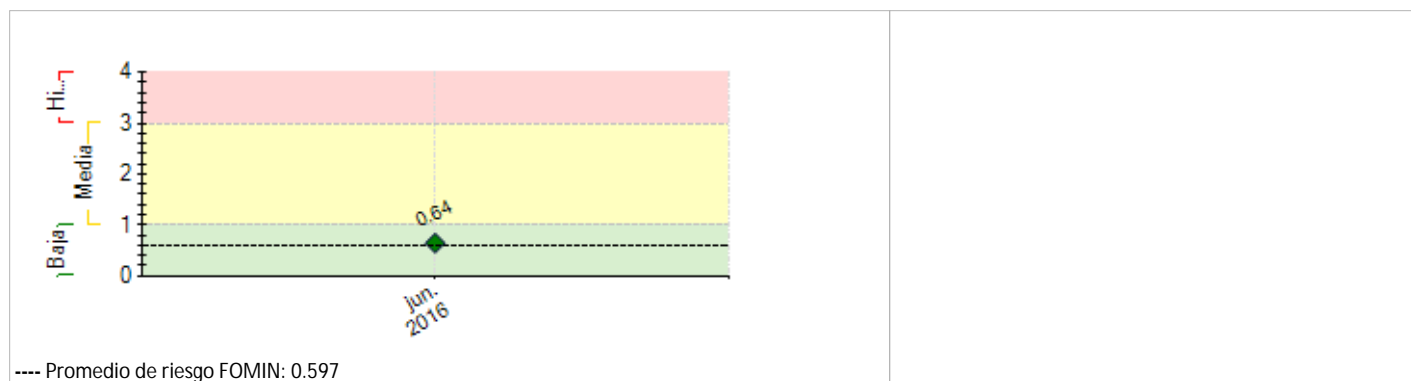 4
Hi...
3
Media
2
0.64
1
Baja
0
jun.
2016
---- Promedio de riesgo FOMIN: 0.597